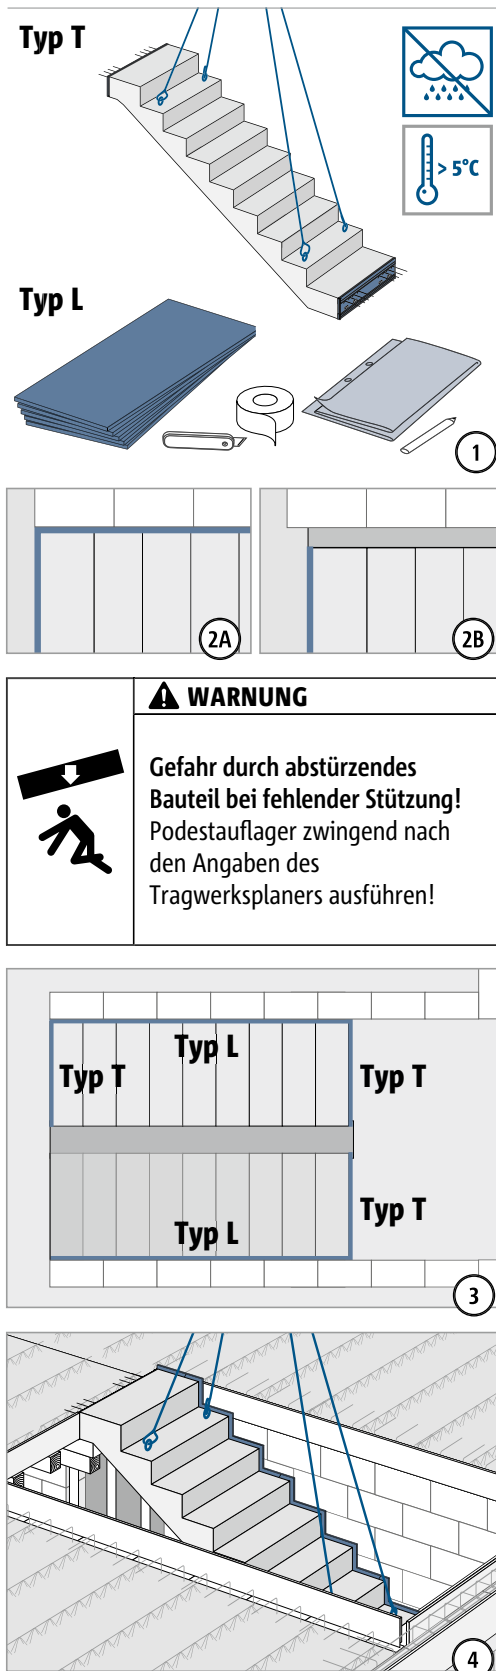 Typ T
> 5°C
Typ L
1
2A
2B
WARNUNG
Gefahr durch abstürzendes
Bauteil bei fehlender Stützung!
Podestauflager zwingend nach
den Angaben des
Tragwerksplaners ausführen!
Typ L
Typ T
Typ T
Typ T
Typ L
3
4